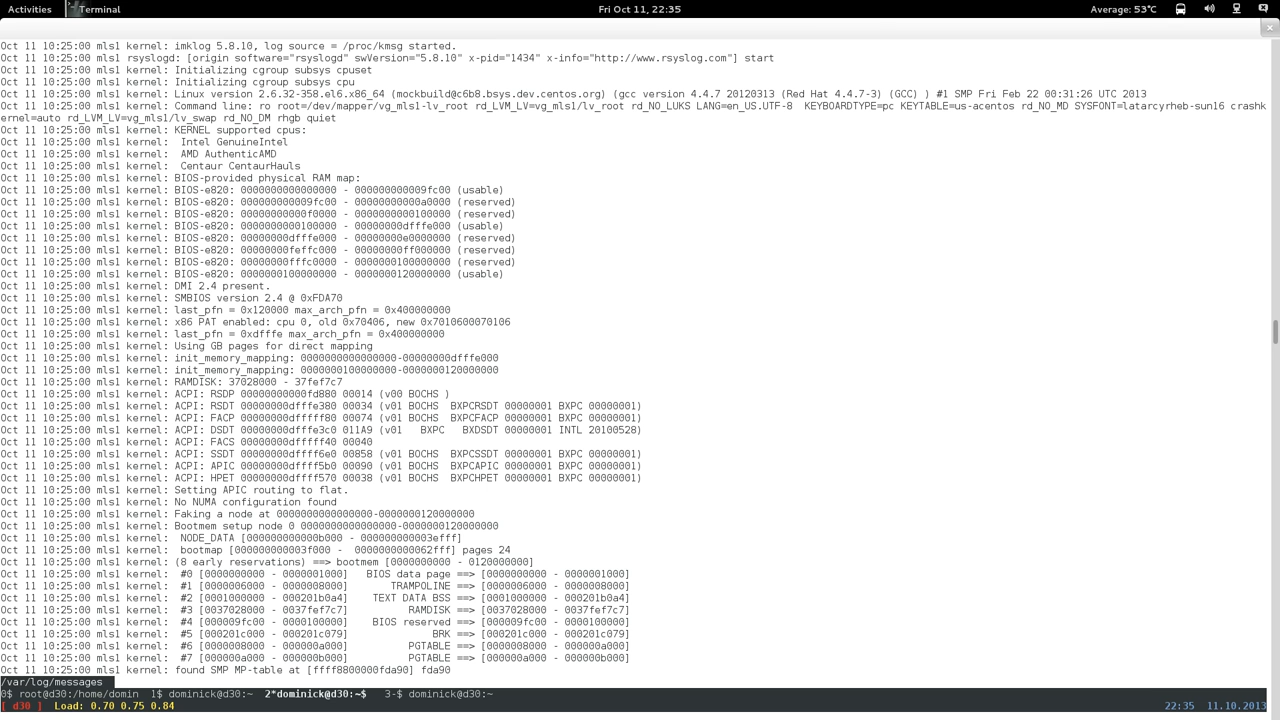 Activities Terminal Fri Oct 11, 22:35 Average: 53°C
Oct 11 10:25:00 mls1 kernel: imklog 5.8.10, log source = /proc/kmsg started.
Oct 11 10:25:00 mls1 rsyslogd: [origin software="rsyslogd" swVersion="5.8.10" x-pid="1434" x-info="http://www.rsyslog.com"] start
Oct 11 10:25:00 mls1 kernel: Initializing cgroup subsys cpuset
Oct 11 10:25:00 mls1 kernel: Initializing cgroup subsys cpu
Oct 11 10:25:00 mls1 kernel: Linux version 2.6.32-358.el6.x86_64 (mockbuild@c6b8.bsys.dev.centos.org) (gcc version 4.4.7 20120313 (Red Hat 4.4.7-3) (GCC) ) #1 SMP Fri Feb 22 00:31:26 UTC 2013
Oct 11 10:25:00 mls1 kernel: Command line: ro root=/dev/mapper/vg_mls1-lv_root rd_LVM_LV=vg_mls1/lv_root rd_NO_LUKS LANG=en_US.UTF-8  KEYBOARDTYPE=pc KEYTABLE=us-acentos rd_NO_MD SYSFONT=latarcyrheb-sun16 crashk
ernel=auto rd_LVM_LV=vg_mls1/lv_swap rd_NO_DM rhgb quiet
Oct 11 10:25:00 mls1 kernel: KERNEL supported cpus:
Oct 11 10:25:00 mls1 kernel:  Intel GenuineIntel
Oct 11 10:25:00 mls1 kernel:  AMD AuthenticAMD
Oct 11 10:25:00 mls1 kernel:  Centaur CentaurHauls
Oct 11 10:25:00 mls1 kernel: BIOS-provided physical RAM map:
Oct 11 10:25:00 mls1 kernel: BIOS-e820: 0000000000000000 - 000000000009fc00 (usable)
Oct 11 10:25:00 mls1 kernel: BIOS-e820: 000000000009fc00 - 00000000000a0000 (reserved)
Oct 11 10:25:00 mls1 kernel: BIOS-e820: 00000000000f0000 - 0000000000100000 (reserved)
Oct 11 10:25:00 mls1 kernel: BIOS-e820: 0000000000100000 - 00000000dfffe000 (usable)
Oct 11 10:25:00 mls1 kernel: BIOS-e820: 00000000dfffe000 - 00000000e0000000 (reserved)
Oct 11 10:25:00 mls1 kernel: BIOS-e820: 00000000feffc000 - 00000000ff000000 (reserved)
Oct 11 10:25:00 mls1 kernel: BIOS-e820: 00000000fffc0000 - 0000000100000000 (reserved)
Oct 11 10:25:00 mls1 kernel: BIOS-e820: 0000000100000000 - 0000000120000000 (usable)
Oct 11 10:25:00 mls1 kernel: DMI 2.4 present.
Oct 11 10:25:00 mls1 kernel: SMBIOS version 2.4 @ 0xFDA70
Oct 11 10:25:00 mls1 kernel: last_pfn = 0x120000 max_arch_pfn = 0x400000000
Oct 11 10:25:00 mls1 kernel: x86 PAT enabled: cpu 0, old 0x70406, new 0x7010600070106
Oct 11 10:25:00 mls1 kernel: last_pfn = 0xdfffe max_arch_pfn = 0x400000000
Oct 11 10:25:00 mls1 kernel: Using GB pages for direct mapping
Oct 11 10:25:00 mls1 kernel: init_memory_mapping: 0000000000000000-00000000dfffe000
Oct 11 10:25:00 mls1 kernel: init_memory_mapping: 0000000100000000-0000000120000000
Oct 11 10:25:00 mls1 kernel: RAMDISK: 37028000 - 37fef7c7
Oct 11 10:25:00 mls1 kernel: ACPI: RSDP 00000000000fd880 00014 (v00 BOCHS )
Oct 11 10:25:00 mls1 kernel: ACPI: RSDT 00000000dfffe380 00034 (v01 BOCHS  BXPCRSDT 00000001 BXPC 00000001)
Oct 11 10:25:00 mls1 kernel: ACPI: FACP 00000000dfffff80 00074 (v01 BOCHS  BXPCFACP 00000001 BXPC 00000001)
Oct 11 10:25:00 mls1 kernel: ACPI: DSDT 00000000dfffe3c0 011A9 (v01   BXPC   BXDSDT 00000001 INTL 20100528)
Oct 11 10:25:00 mls1 kernel: ACPI: FACS 00000000dfffff40 00040
Oct 11 10:25:00 mls1 kernel: ACPI: SSDT 00000000dffff6e0 00858 (v01 BOCHS  BXPCSSDT 00000001 BXPC 00000001)
Oct 11 10:25:00 mls1 kernel: ACPI: APIC 00000000dffff5b0 00090 (v01 BOCHS  BXPCAPIC 00000001 BXPC 00000001)
Oct 11 10:25:00 mls1 kernel: ACPI: HPET 00000000dffff570 00038 (v01 BOCHS  BXPCHPET 00000001 BXPC 00000001)
Oct 11 10:25:00 mls1 kernel: Setting APIC routing to flat.
Oct 11 10:25:00 mls1 kernel: No NUMA configuration found
Oct 11 10:25:00 mls1 kernel: Faking a node at 0000000000000000-0000000120000000
Oct 11 10:25:00 mls1 kernel: Bootmem setup node 0 0000000000000000-0000000120000000
Oct 11 10:25:00 mls1 kernel:  NODE_DATA [000000000000b000 - 000000000003efff]
Oct 11 10:25:00 mls1 kernel:  bootmap [000000000003f000 -  0000000000062fff] pages 24
Oct 11 10:25:00 mls1 kernel: (8 early reservations) ==> bootmem [0000000000 - 0120000000]
Oct 11 10:25:00 mls1 kernel:  #0 [0000000000 - 0000001000]   BIOS data page ==> [0000000000 - 0000001000]
Oct 11 10:25:00 mls1 kernel:  #1 [0000006000 - 0000008000]       TRAMPOLINE ==> [0000006000 - 0000008000]
Oct 11 10:25:00 mls1 kernel:  #2 [0001000000 - 000201b0a4]    TEXT DATA BSS ==> [0001000000 - 000201b0a4]
Oct 11 10:25:00 mls1 kernel:  #3 [0037028000 - 0037fef7c7]          RAMDISK ==> [0037028000 - 0037fef7c7]
Oct 11 10:25:00 mls1 kernel:  #4 [000009fc00 - 0000100000]    BIOS reserved ==> [000009fc00 - 0000100000]
Oct 11 10:25:00 mls1 kernel:  #5 [000201c000 - 000201c079]              BRK ==> [000201c000 - 000201c079]
Oct 11 10:25:00 mls1 kernel:  #6 [0000008000 - 000000a000]          PGTABLE ==> [0000008000 - 000000a000]
Oct 11 10:25:00 mls1 kernel:  #7 [000000a000 - 000000b000]          PGTABLE ==> [000000a000 - 000000b000]
Oct 11 10:25:00 mls1 kernel: found SMP MP-table at [ffff8800000fda90] fda90
/var/log/messages
0$ root@d30:/home/domin  1$ dominick@d30:~  2*dominick@d30:~$   3-$ dominick@d30:~
[ d30 ] Load: 0.70 0.75 0.84 22:35 11.10.2013